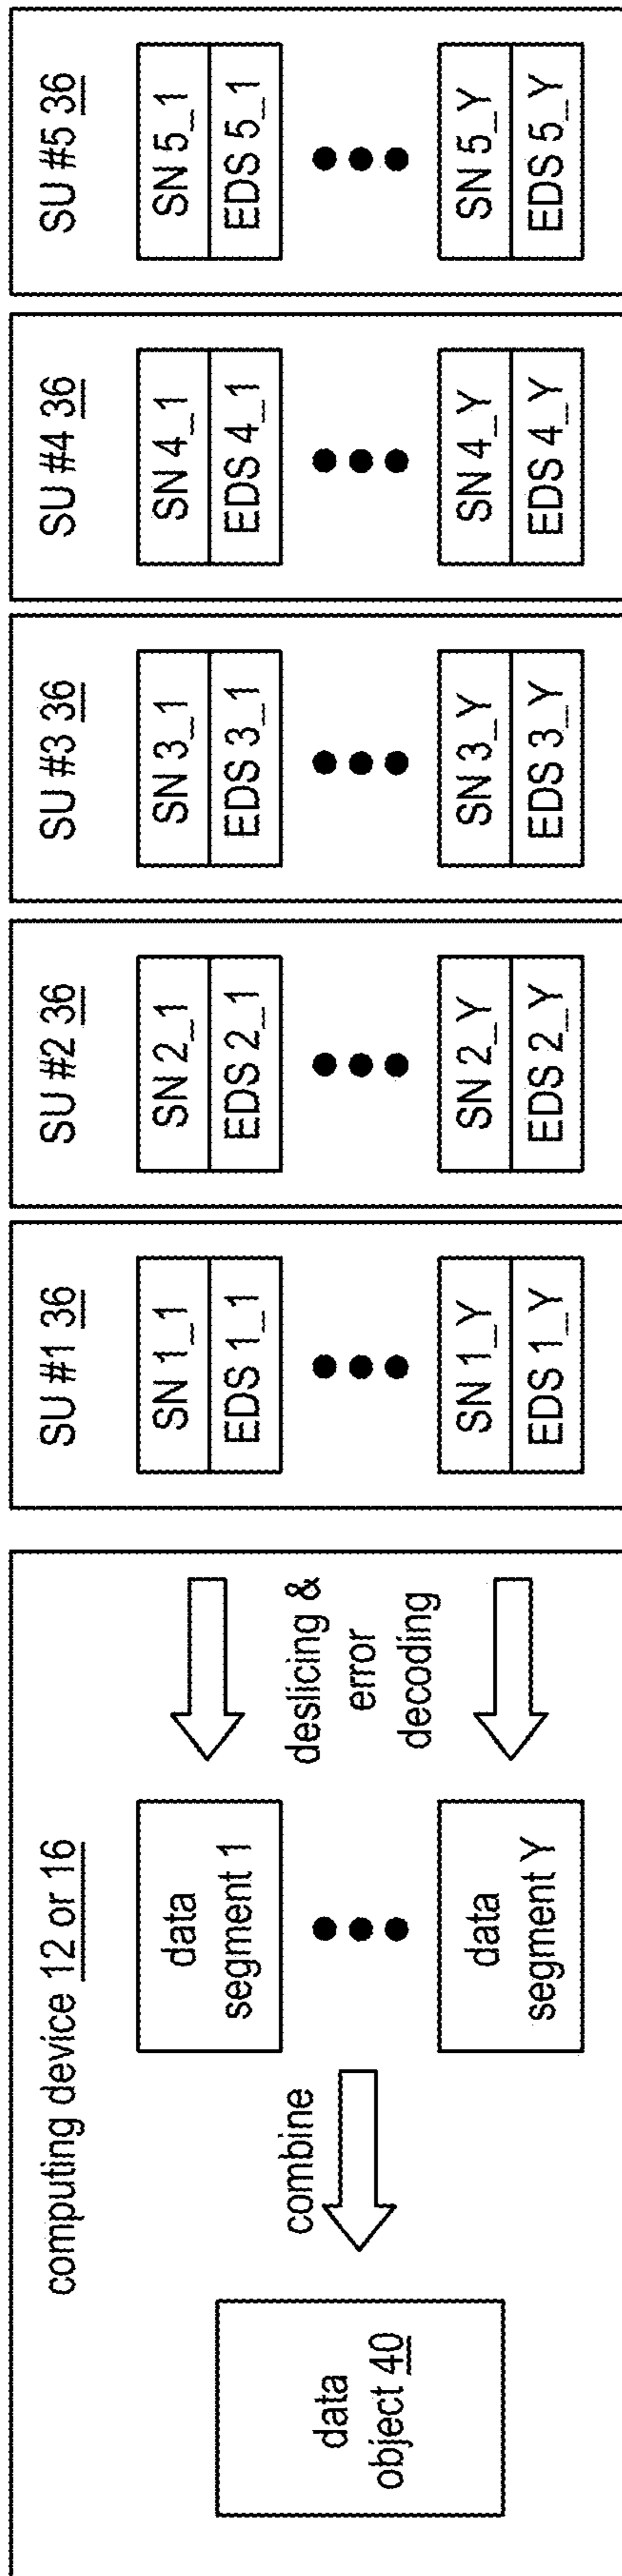 computing device 12 or 16
data
object 40
combine
data
segment 1
data
segment Y
deslicing &
error
decoding
SU #1 36
SN 1_1
EDS 1_1
SN 1_Y
EDS 1_Y
SU #2 36
SN 2_1
EDS 2_1
SN 2_Y
EDS 2_Y
SU #3 36
SN 3_1
EDS 3_1
SN 3_Y
EDS 3_Y
SU #4 36
SN 4_1
EDS 4_1
SN 4_Y
EDS 4_Y
SU #5 36
SN 5_1
EDS 5_1
SN 5_Y
EDS 5_Y